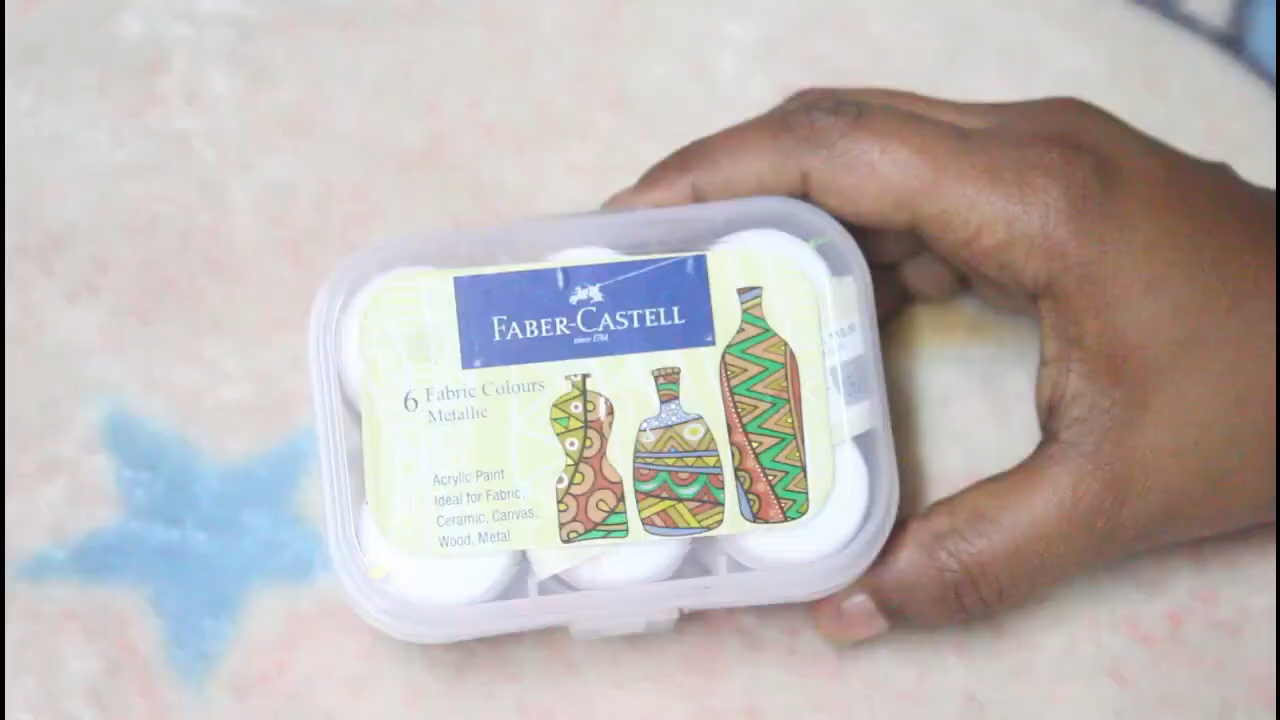 FABER-CASTELL
since 1761
6 Fabric Colours
Metallic
Acrylic Paint
Ideal for Fabric,
Ceramic, Canvas,
Wood, Metal